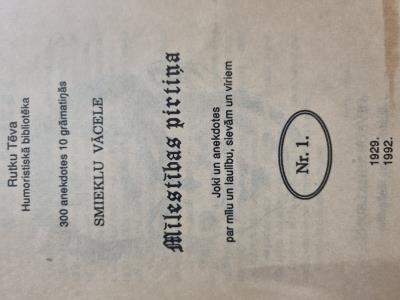 Rutku Tēva
Humoristiskā bibliotēka
300 anekdotes 10 grāmatiņās
SMIEKLU VĀCELE
Mīlestības pirtiņa
Joki un anekdotes
par mīlu un laulību, sievām un vīriem
Nr. 1.
1929.
1992.